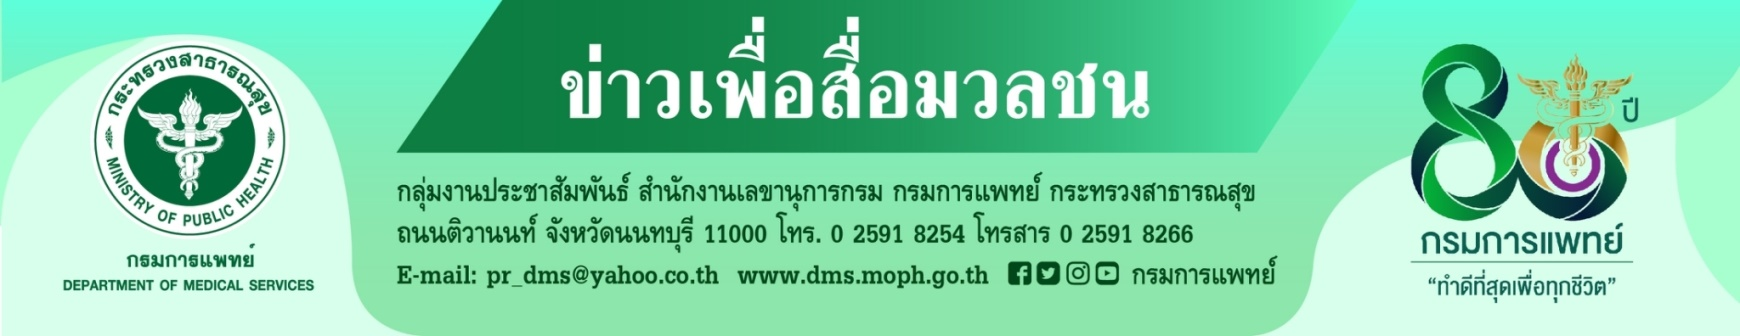 ข่าวเพื่อสื่อมวลชน
กระทรวงสาธารณสุข
MINISTRY OF PUBLIC HEALTH
กรมการแพทย์
DEPARTMENT OF MEDICAL SERVICES
กลุ่มงานประชาสัมพันธ์ สำนักงานเลขานุการกรม กรมการแพทย์ กระทรวงสาธารณสุข
ถนนติวานนท์ จังหวัดนนทบุรี 11000 โทร. 0 2591 8254 โทรสาร 0 2591 8266
E-mail: pr_dms@yahoo.co.th www.dms.moph.go.th กรมการแพทย์
80 ปี
กรมการแพทย์
“ทำดีที่สุดเพื่อทุกชีวิต”